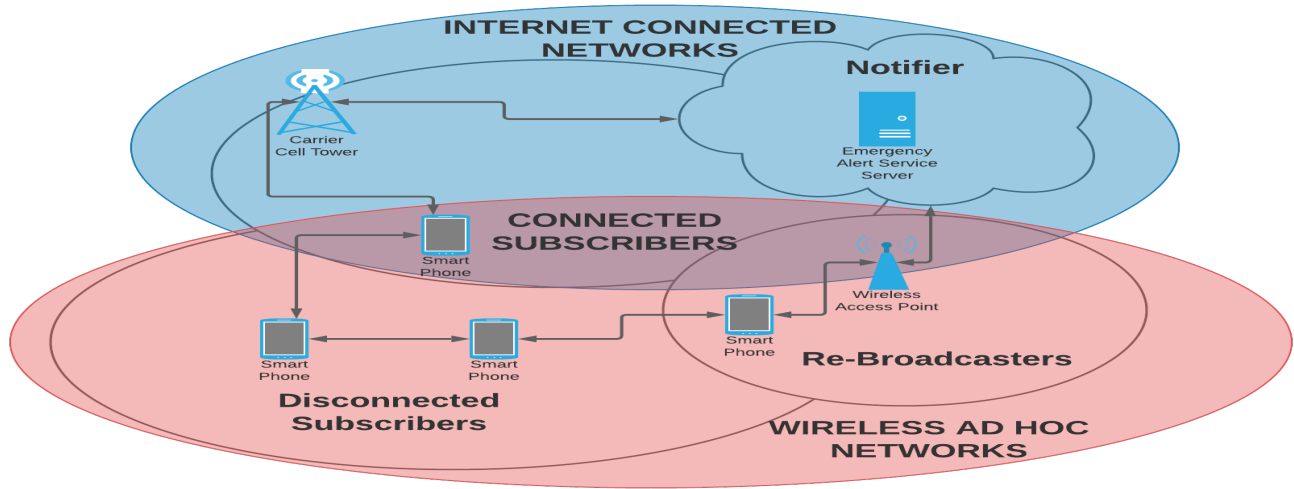 INTERNET CONNECTED
NETWORKS
Notifier
Carrier
Cell Tower
Emergency
Alert Service
Server
CONNECTED
SUBSCRIBERS
Smart
Phone
Wireless
Access Point
Smart
Phone
Re-Broadcasters
Smart
Phone
Smart
Phone
Disconnected
Subscribers
WIRELESS AD HOC
NETWORKS